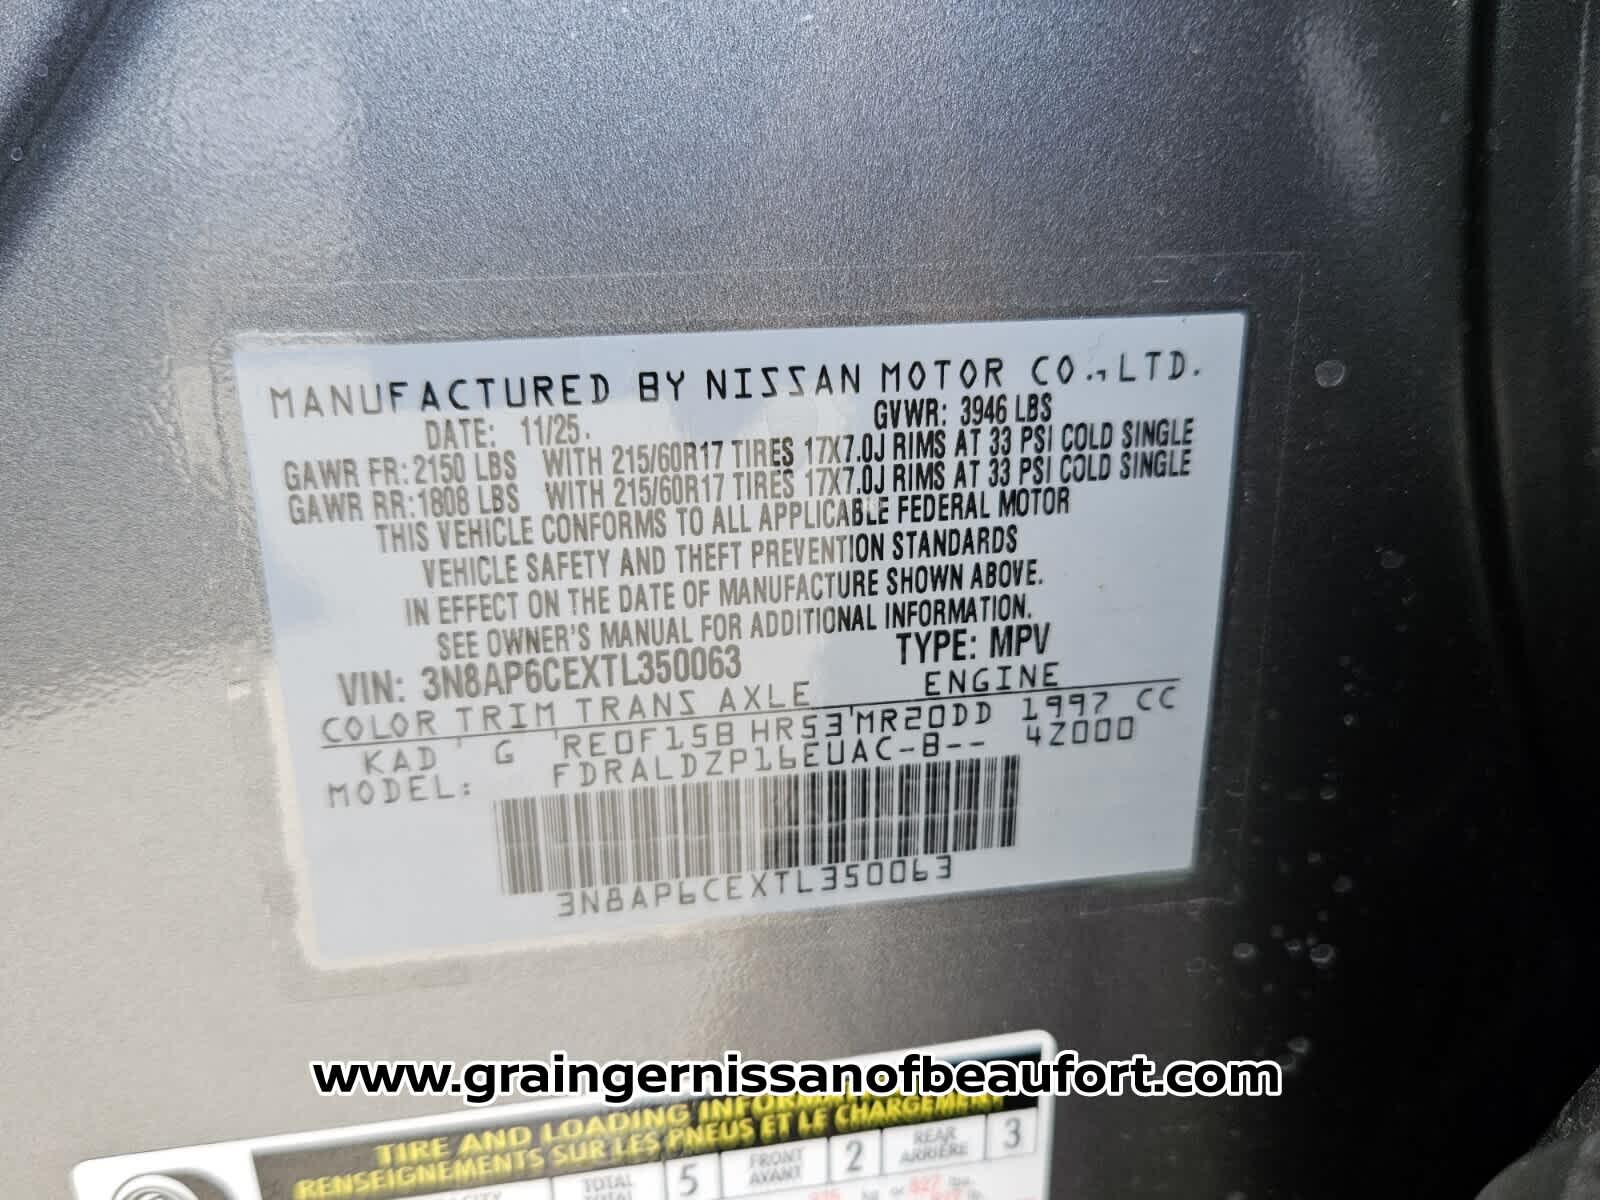 MANUFACTURED BY NISSAN MOTOR CO., LTD.
DATE: 11/25. GVWR: 3946 LBS
GAWR FR: 2150 LBS WITH 215/60R17 TIRES 17X7.0J RIMS AT 33 PSI COLD SINGLE
GAWR RR: 1808 LBS WITH 215/60R17 TIRES 17X7.0J RIMS AT 33 PSI COLD SINGLE
THIS VEHICLE CONFORMS TO ALL APPLICABLE FEDERAL MOTOR
VEHICLE SAFETY AND THEFT PREVENTION STANDARDS
IN EFFECT ON THE DATE OF MANUFACTURE SHOWN ABOVE.
SEE OWNER'S MANUAL FOR ADDITIONAL INFORMATION.
VIN: 3N8AP6CEXTL350063 TYPE: MPV
COLOR TRIM TRANS AXLE ENGINE
KAD G RE0F15B HR53 MR20DD 1997 CC
MODEL: FDRALDZP16EUAC-B-- 4Z000
3N8AP6CEXTL350063
www.graingernissanofbeaufort.com
TIRE AND LOADING INFORMATION
RENSEIGNEMENTS SUR LES PNEUS ET LE CHARGEMENT
TOTAL 5 FRONT AVANT 2 REAR ARRIÈRE 3